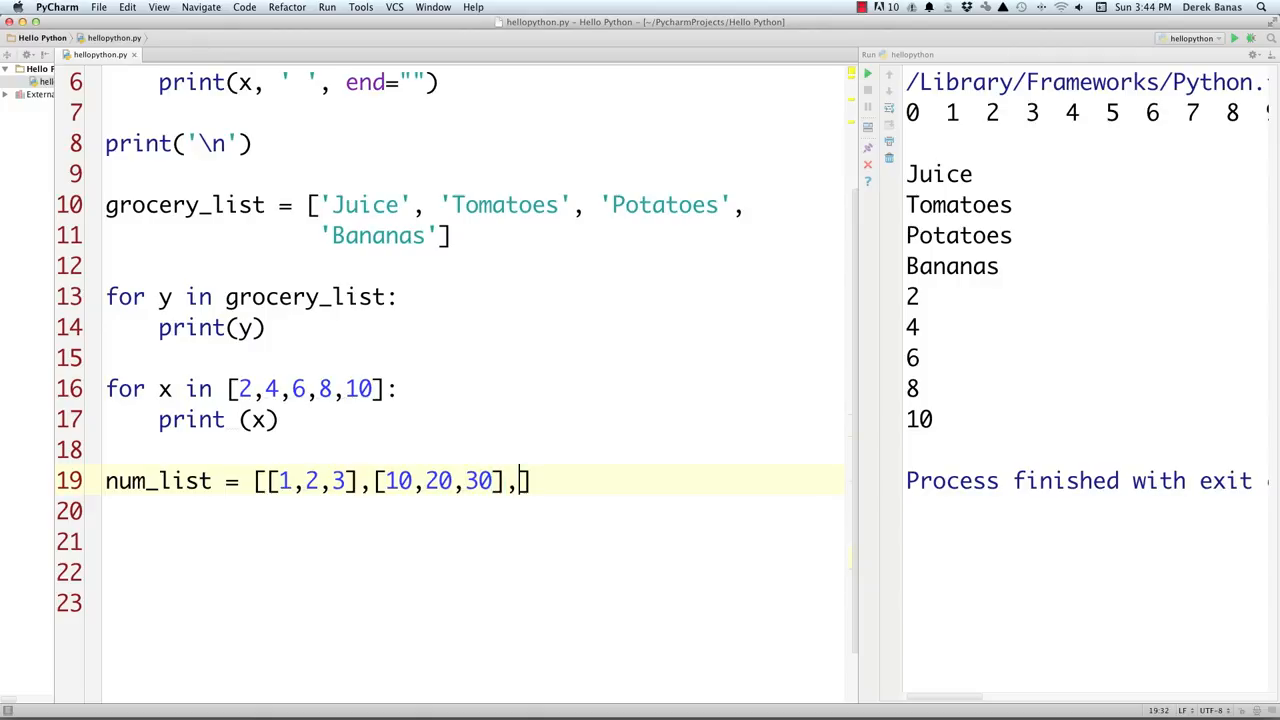 PyCharm File Edit View Navigate Code Refactor Run Tools VCS Window Help 10 Sun 3:44 PM Derek Banas
hellopython.py – Hello Python – [~/PycharmProjects/Hello Python]
Hello Python hellopython.py hellopython
hellopython.py Run hellopython
Hello P
hell
Externa
6 print(x, ' ', end="")
7
8 print('\n')
9
10 grocery_list = ['Juice', 'Tomatoes', 'Potatoes',
11 'Bananas']
12
13 for y in grocery_list:
14 print(y)
15
16 for x in [2,4,6,8,10]:
17 print (x)
18
19 num_list = [[1,2,3],[10,20,30],]
20
21
22
23
/Library/Frameworks/Python.
0 1 2 3 4 5 6 7 8
Juice
Tomatoes
Potatoes
Bananas
2
4
6
8
10
Process finished with exit
19:32 LF UTF-8